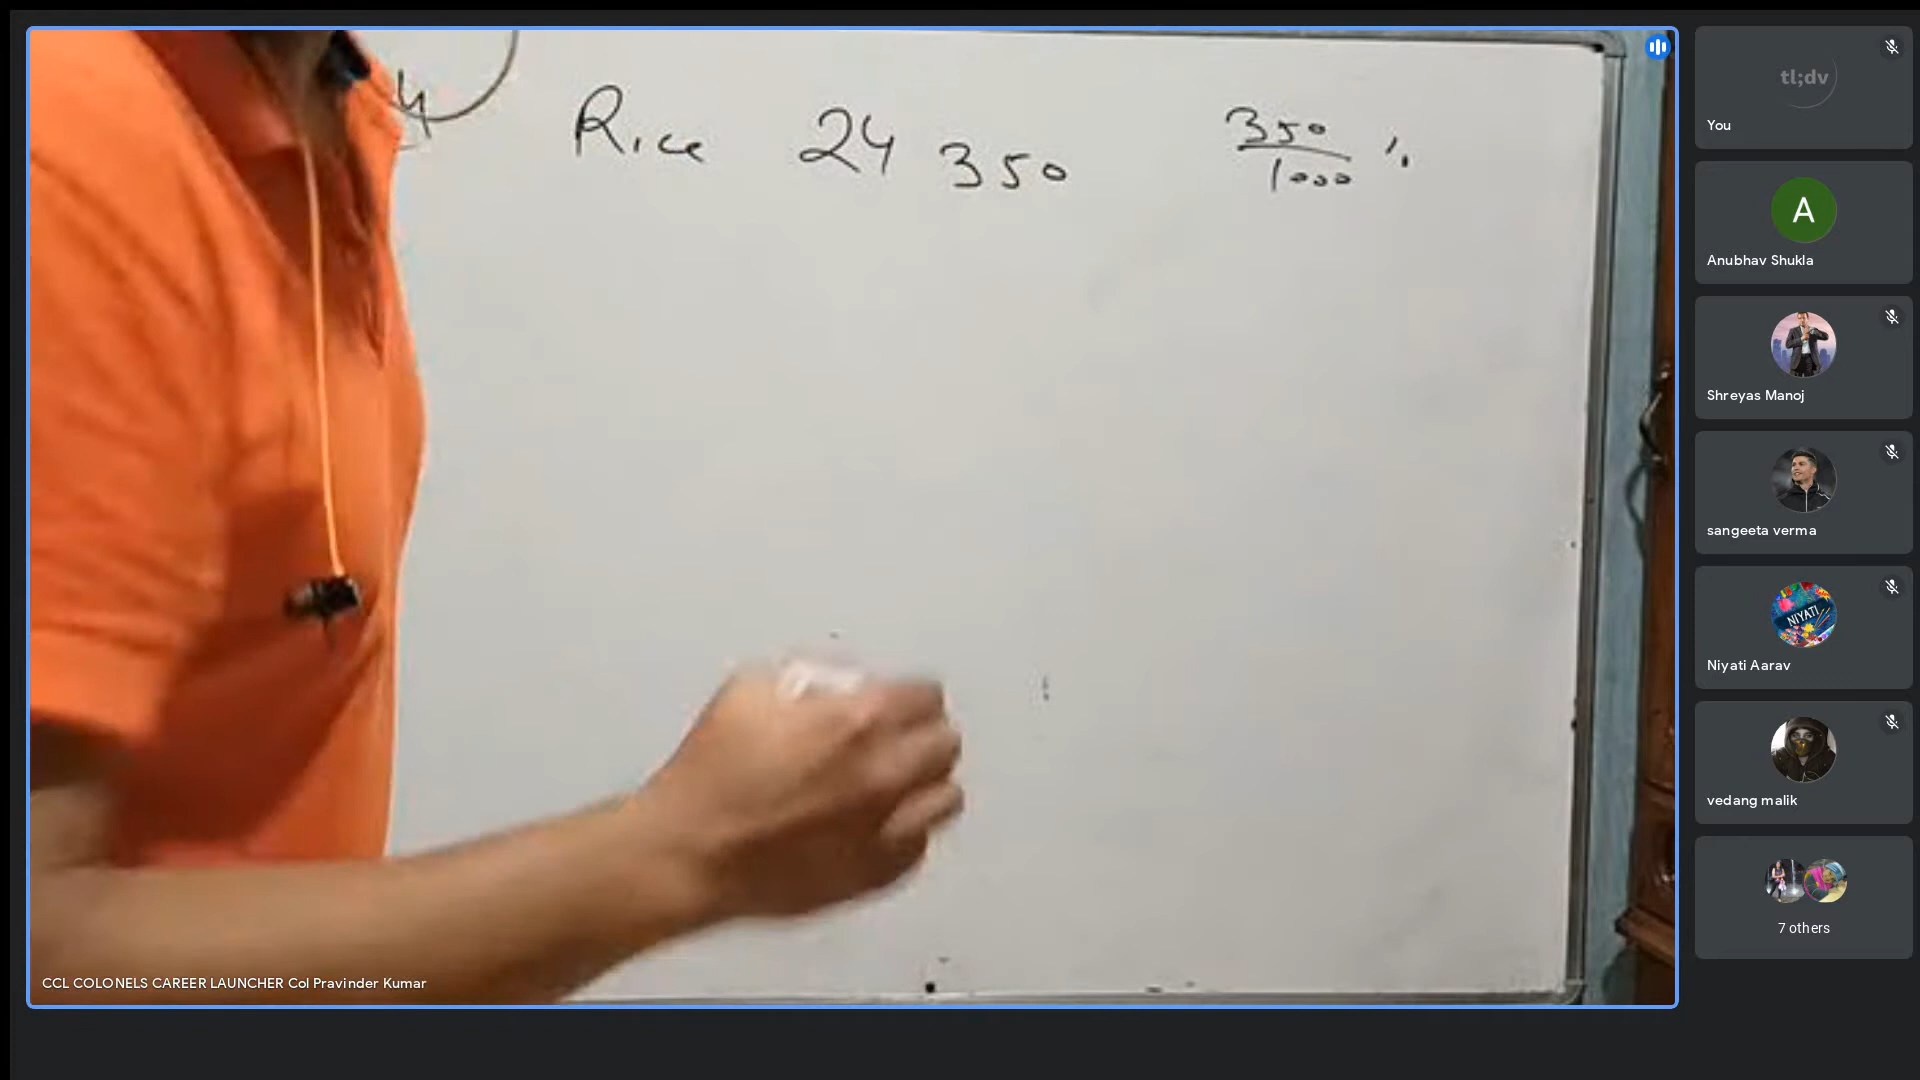 4
Rice 24 350 350/1000 %
CCL COLONELS CAREER LAUNCHER Col Pravinder Kumar
tl;dv
You
A
Anubhav Shukla
Shreyas Manoj
sangeeta verma
NIYATI
Niyati Aarav
vedang malik
7 others